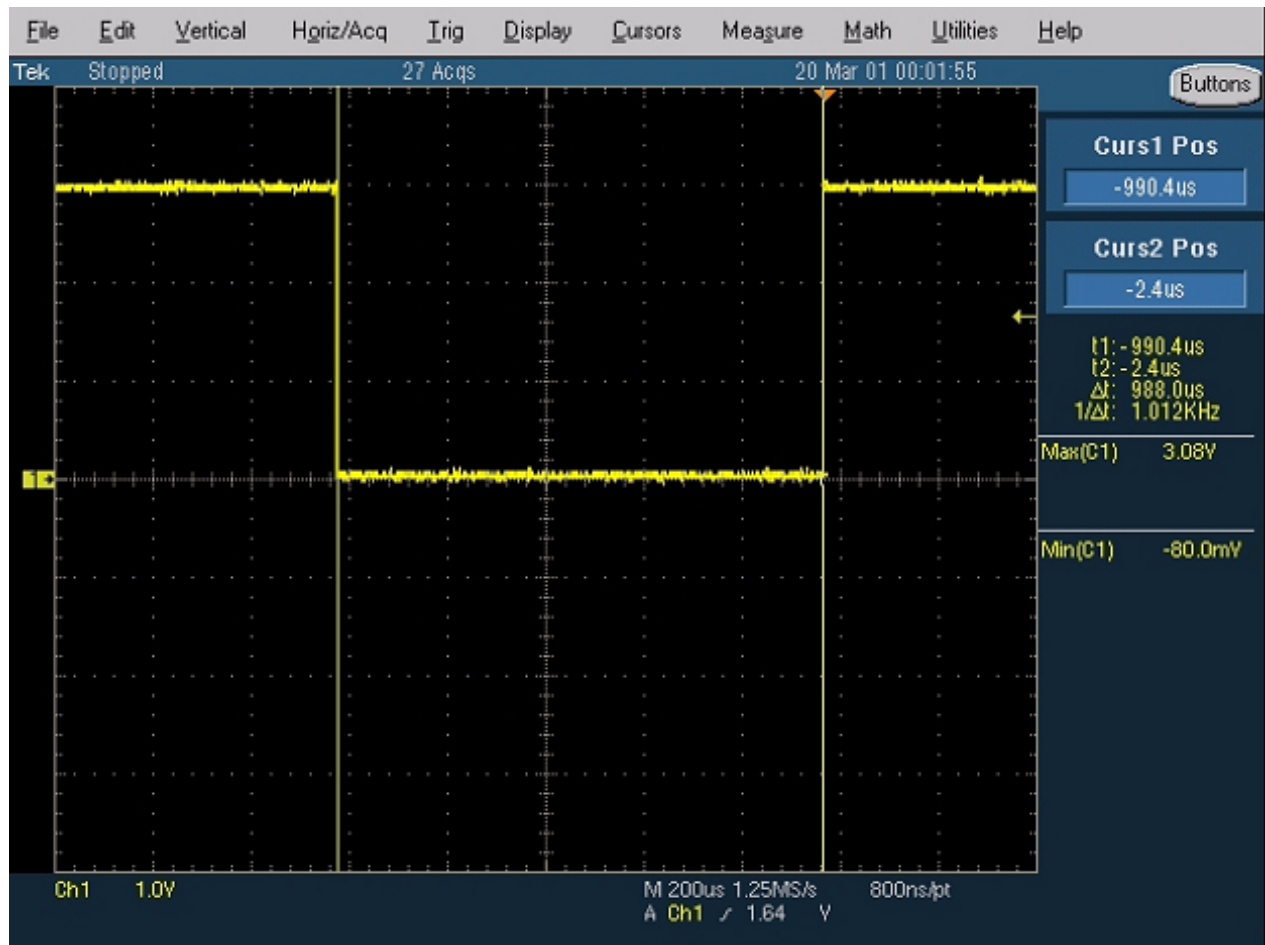 File Edit Vertical Horiz/Acq Trig Display Cursors Measure Math Utilities Help
Tek Stopped 27 Acqs 20 Mar 01 00:01:55
Buttons
Curs1 Pos
-990.4us
Curs2 Pos
-2.4us
t1: -990.4us
t2: -2.4us
Δt: 988.0us
1/Δt: 1.012KHz
Max(C1) 3.08V
1
Min(C1) -80.0mV
Ch1 1.0V M 200us 1.25MS/s 800ns/pt
A Ch1 ⁄ 1.64 V